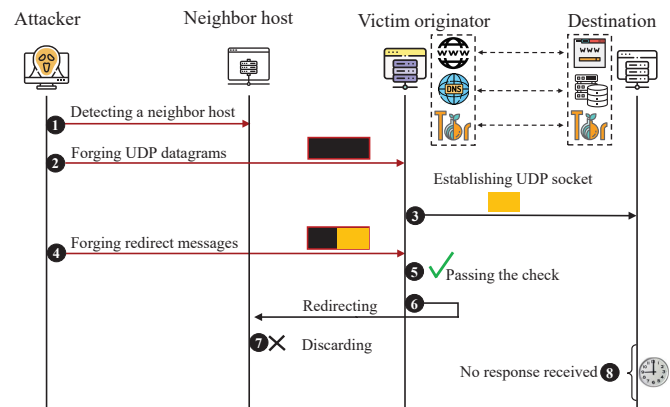 Attacker
Neighbor host
Victim originator
Destination
WWW
WWW
DNS
Tor
Tor
1 Detecting a neighbor host
2 Forging UDP datagrams
Establishing UDP socket
3
4 Forging redirect messages
5 Passing the check
Redirecting 6
7 Discarding
No response received 8